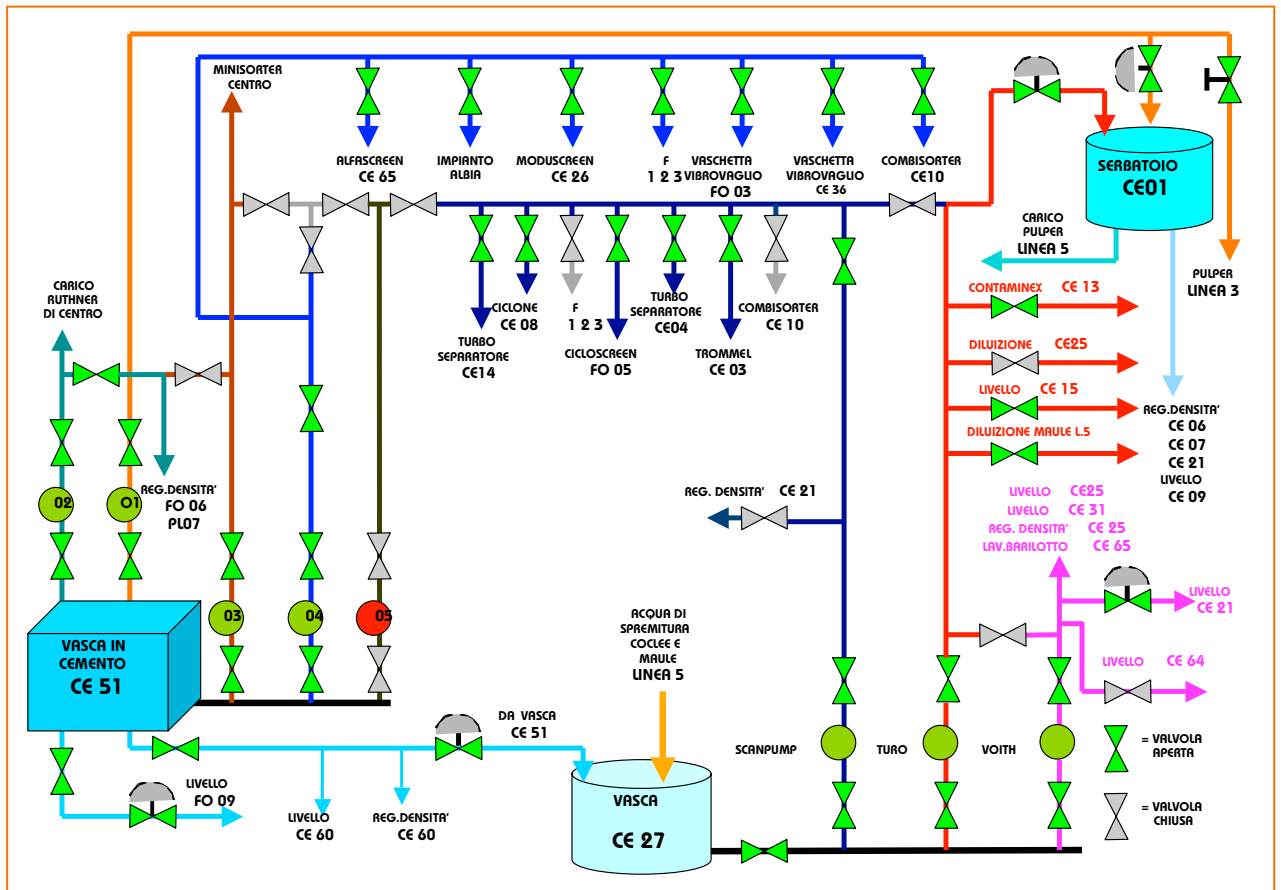 MINISORTER
CENTRO
ALFASCREEN
CE 65
IMPIANTO
ALBIA
MODUSCREEN
CE 26
F
1 2 3
VASCHETTA
VIBROVAGLIO
FO 03
VASCHETTA
VIBROVAGLIO
CE 36
COMBISORTER
CE10
SERBATOIO
CE01
CARICO
PULPER
LINEA 5
PULPER
LINEA 3
CARICO
RUTHNER
DI CENTRO
TURBO
SEPARATORE
CE14
CICLONE
CE 08
F
1 2 3
CICLOSCREEN
FO 05
TURBO
SEPARATORE
CE04
TROMMEL
CE 03
COMBISORTER
CE 10
CONTAMINEX CE 13
DILUIZIONE CE25
LIVELLO CE 15
DILUIZIONE MAULE L.5
REG.DENSITA'
CE 06
CE 07
CE 21
LIVELLO
CE 09
02
01
REG.DENSITA'
FO 06
PL07
REG. DENSITA' CE 21
LIVELLO CE25
LIVELLO CE 31
REG. DENSITA' CE 25
LAV.BARILOTTO CE 65
LIVELLO
CE 21
03
04
05
VASCA IN
CEMENTO
CE 51
ACQUA DI
SPREMITURA
COCLEE E
MAULE
LINEA 5
LIVELLO CE 64
DA VASCA
CE 51
SCANPUMP
TURO
VOITH
= VALVOLA
APERTA
LIVELLO
FO 09
LIVELLO
CE 60
REG.DENSITA'
CE 60
VASCA
CE 27
= VALVOLA
CHIUSA